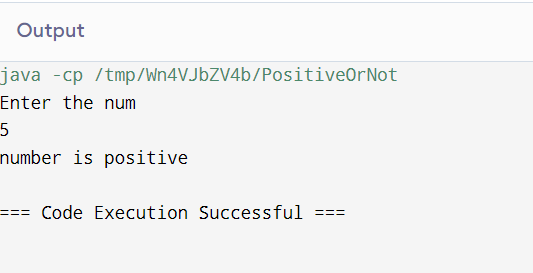 Output
java -cp /tmp/Wn4VJbZV4b/PositiveOrNot
Enter the num
5
number is positive
=== Code Execution Successful ===